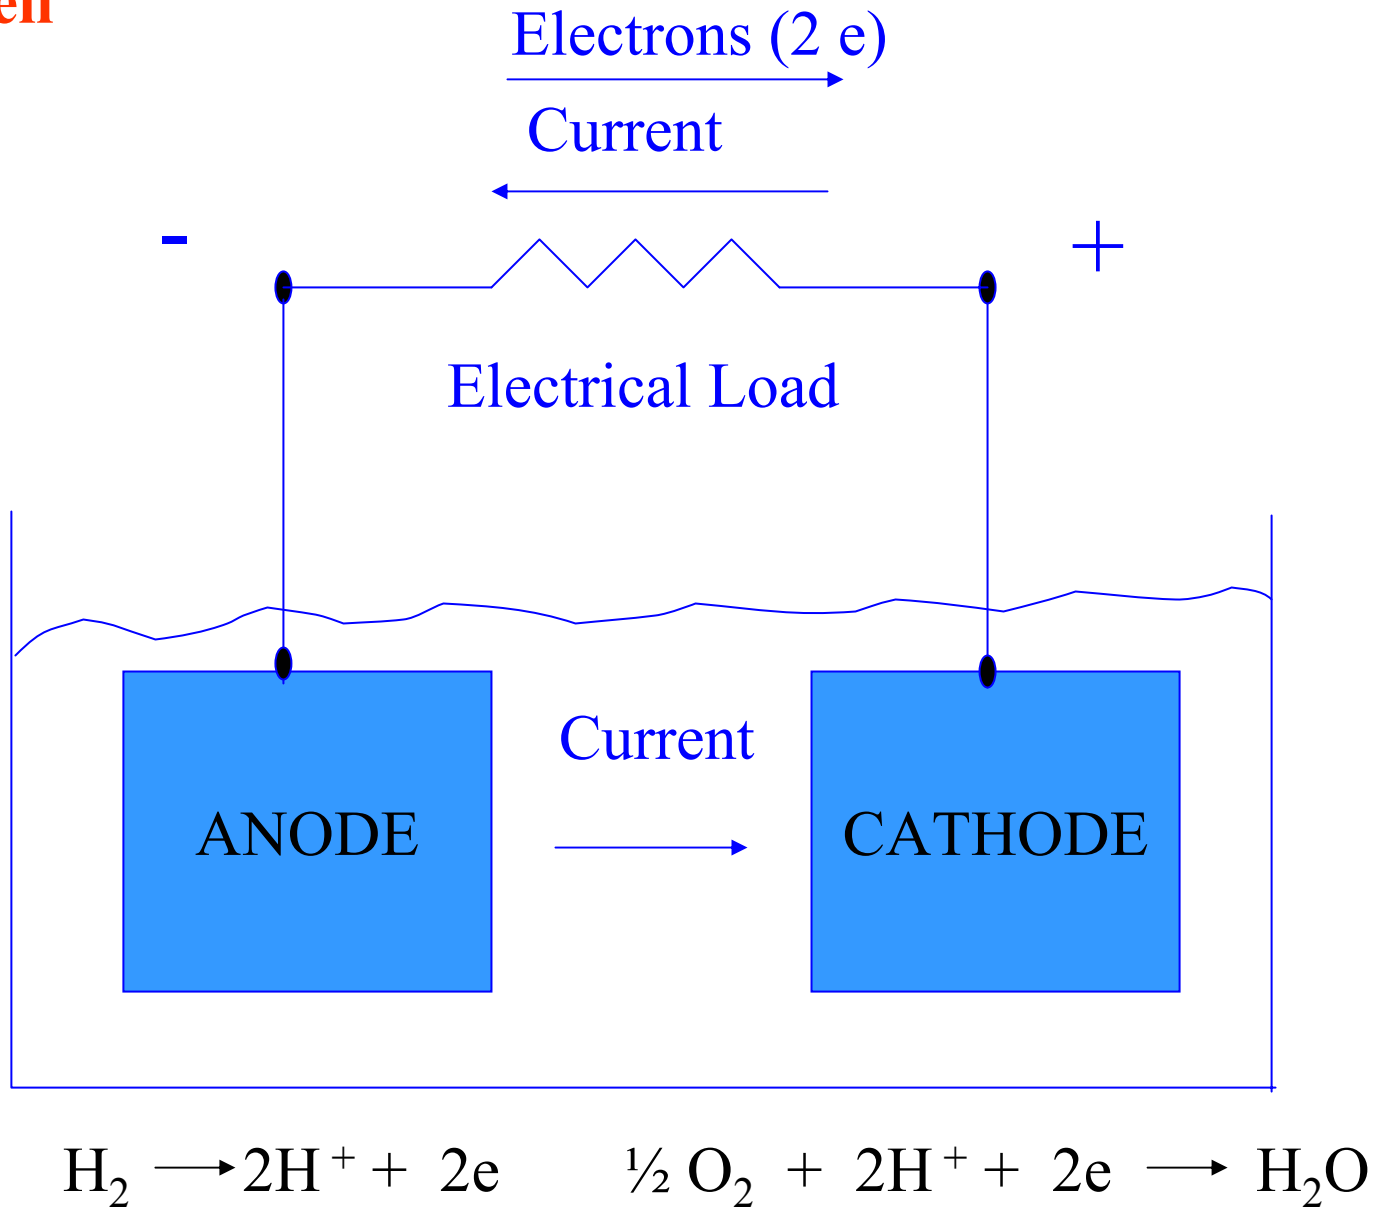 Electrons (2 e)
Current
- +
Electrical Load
Current
ANODE CATHODE
H₂ → 2H⁺ + 2e ½ O₂ + 2H⁺ + 2e → H₂O